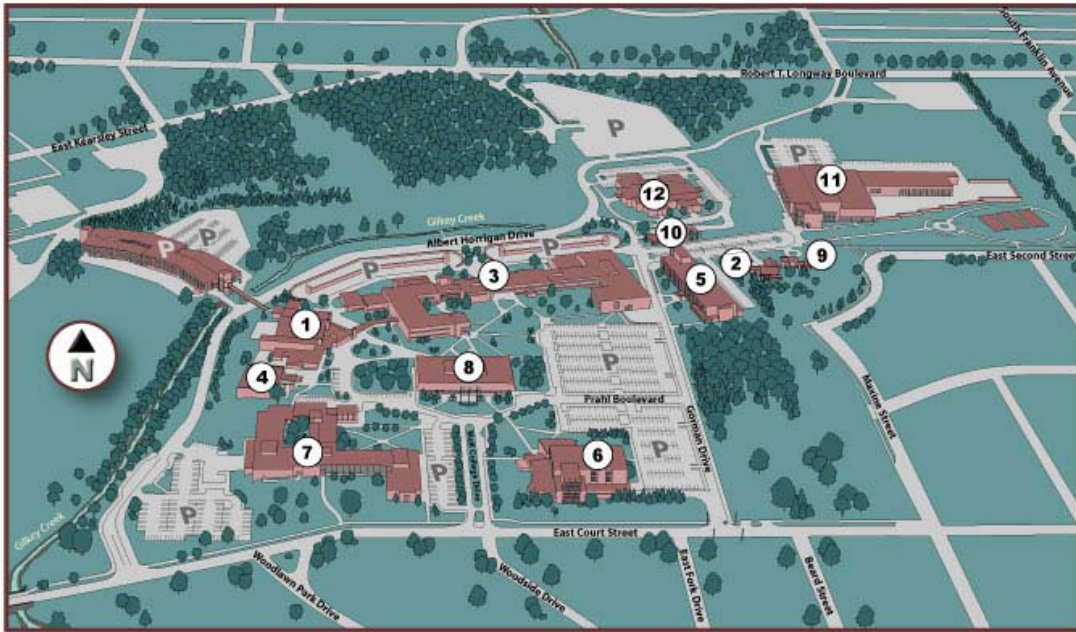 South Franklin Avenue
Robert T. Longway Boulevard
East Kearsley Street
P
P
11
12
Gilkey Creek
10
Albert Horrigan Drive
P
P
P
P
3
5
2
9
East Second Street
1
N
8
P
4
Prahl Boulevard
Gorman Drive
Maxine Street
7
6
P
P
P
Gilkey Creek
East Court Street
Woodlawn Park Drive
Woodside Drive
East Fork Drive
Beard Street